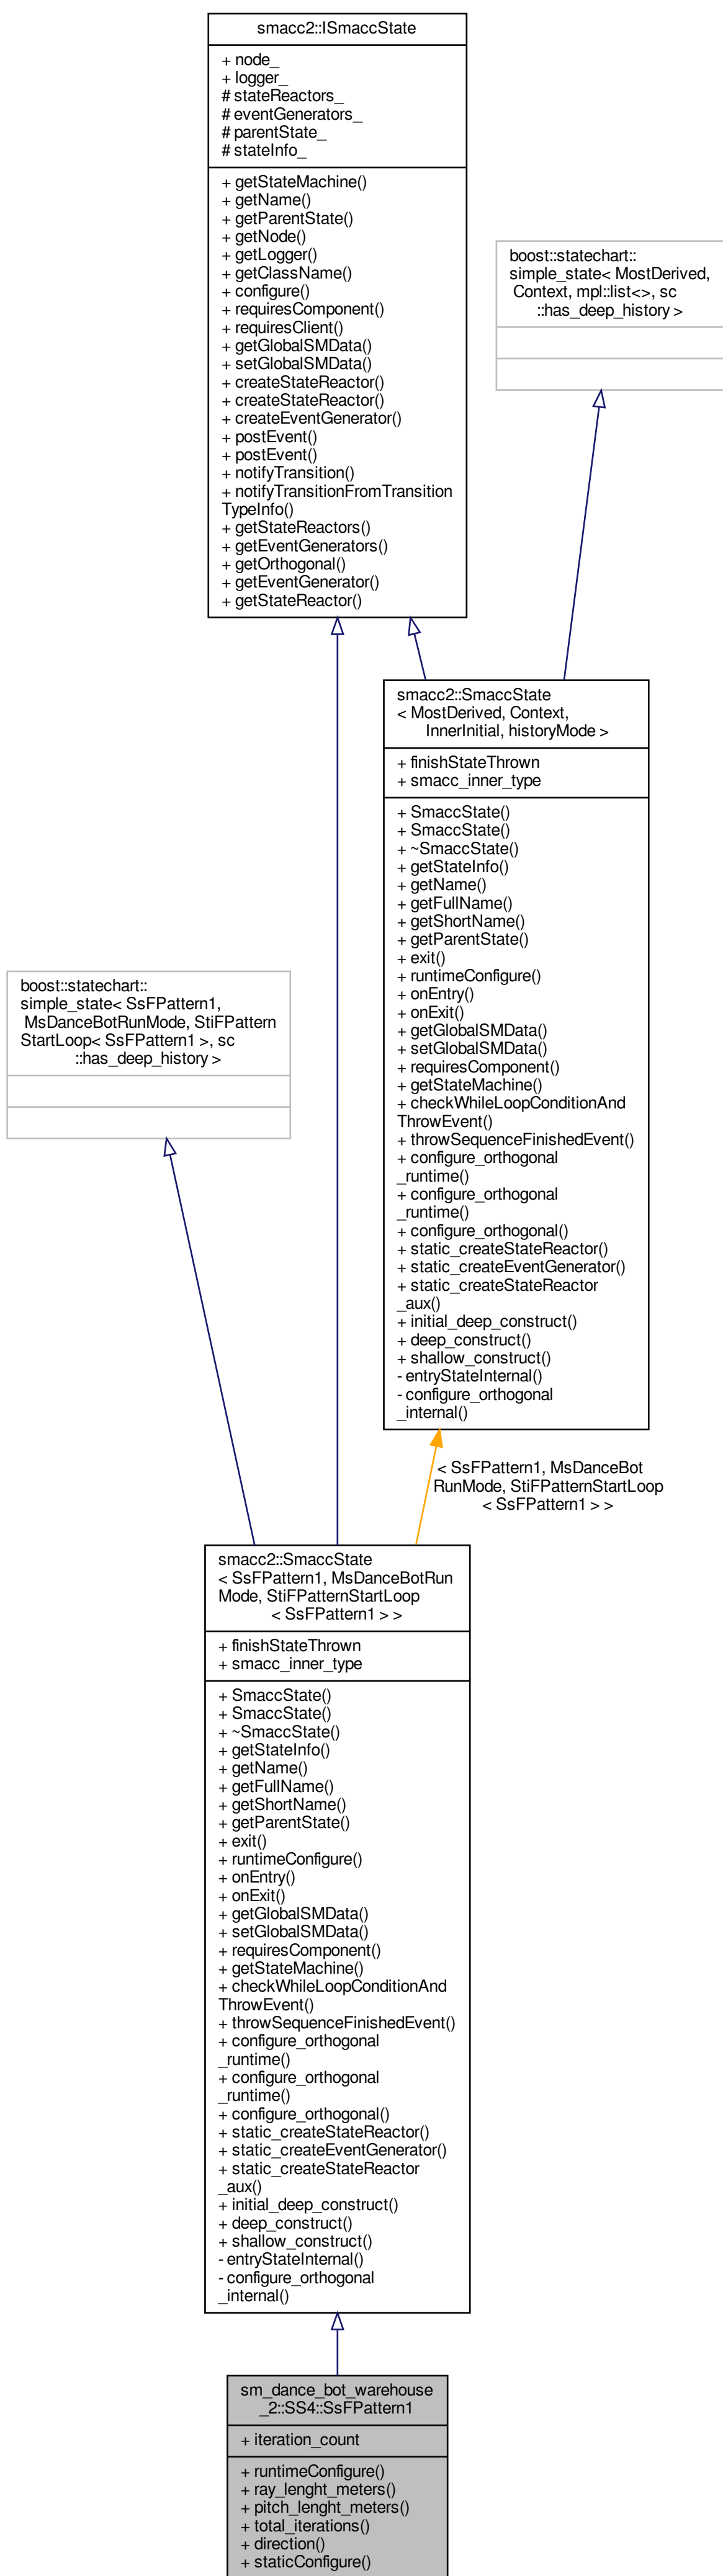 smacc2::ISmaccState
+ node_
+ logger_
# stateReactors_
# eventGenerators_
# parentState_
# stateInfo_
+ getStateMachine()
+ getName()
+ getParentState()
+ getNode()
+ getLogger()
+ getClassName()
+ configure()
+ requiresComponent()
+ requiresClient()
+ getGlobalSMData()
+ setGlobalSMData()
+ createStateReactor()
+ createStateReactor()
+ createEventGenerator()
+ postEvent()
+ postEvent()
+ notifyTransition()
+ notifyTransitionFromTransition
TypeInfo()
+ getStateReactors()
+ getEventGenerators()
+ getOrthogonal()
+ getEventGenerator()
+ getStateReactor()
boost::statechart::
simple_state< MostDerived,
Context, mpl::list<>, sc
::has_deep_history >
smacc2::SmaccState
< MostDerived, Context,
InnerInitial, historyMode >
+ finishStateThrown
+ smacc_inner_type
+ SmaccState()
+ SmaccState()
+ ~SmaccState()
+ getStateInfo()
+ getName()
+ getFullName()
+ getShortName()
+ getParentState()
+ exit()
+ runtimeConfigure()
+ onEntry()
+ onExit()
+ getGlobalSMData()
+ setGlobalSMData()
+ requiresComponent()
+ getStateMachine()
+ checkWhileLoopConditionAnd
ThrowEvent()
+ throwSequenceFinishedEvent()
+ configure_orthogonal
_runtime()
+ configure_orthogonal
_runtime()
+ configure_orthogonal()
+ static_createStateReactor()
+ static_createEventGenerator()
+ static_createStateReactor
_aux()
+ initial_deep_construct()
+ deep_construct()
+ shallow_construct()
- entryStateInternal()
- configure_orthogonal
_internal()
boost::statechart::
simple_state< SsFPattern1,
MsDanceBotRunMode, StiFPattern
StartLoop< SsFPattern1 >, sc
::has_deep_history >
< SsFPattern1, MsDanceBot
RunMode, StiFPatternStartLoop
< SsFPattern1 > >
smacc2::SmaccState
< SsFPattern1, MsDanceBotRun
Mode, StiFPatternStartLoop
< SsFPattern1 > >
+ finishStateThrown
+ smacc_inner_type
+ SmaccState()
+ SmaccState()
+ ~SmaccState()
+ getStateInfo()
+ getName()
+ getFullName()
+ getShortName()
+ getParentState()
+ exit()
+ runtimeConfigure()
+ onEntry()
+ onExit()
+ getGlobalSMData()
+ setGlobalSMData()
+ requiresComponent()
+ getStateMachine()
+ checkWhileLoopConditionAnd
ThrowEvent()
+ throwSequenceFinishedEvent()
+ configure_orthogonal
_runtime()
+ configure_orthogonal
_runtime()
+ configure_orthogonal()
+ static_createStateReactor()
+ static_createEventGenerator()
+ static_createStateReactor
_aux()
+ initial_deep_construct()
+ deep_construct()
+ shallow_construct()
- entryStateInternal()
- configure_orthogonal
_internal()
sm_dance_bot_warehouse
_2::SS4::SsFPattern1
+ iteration_count
+ runtimeConfigure()
+ ray_lenght_meters()
+ pitch_lenght_meters()
+ total_iterations()
+ direction()
+ staticConfigure()